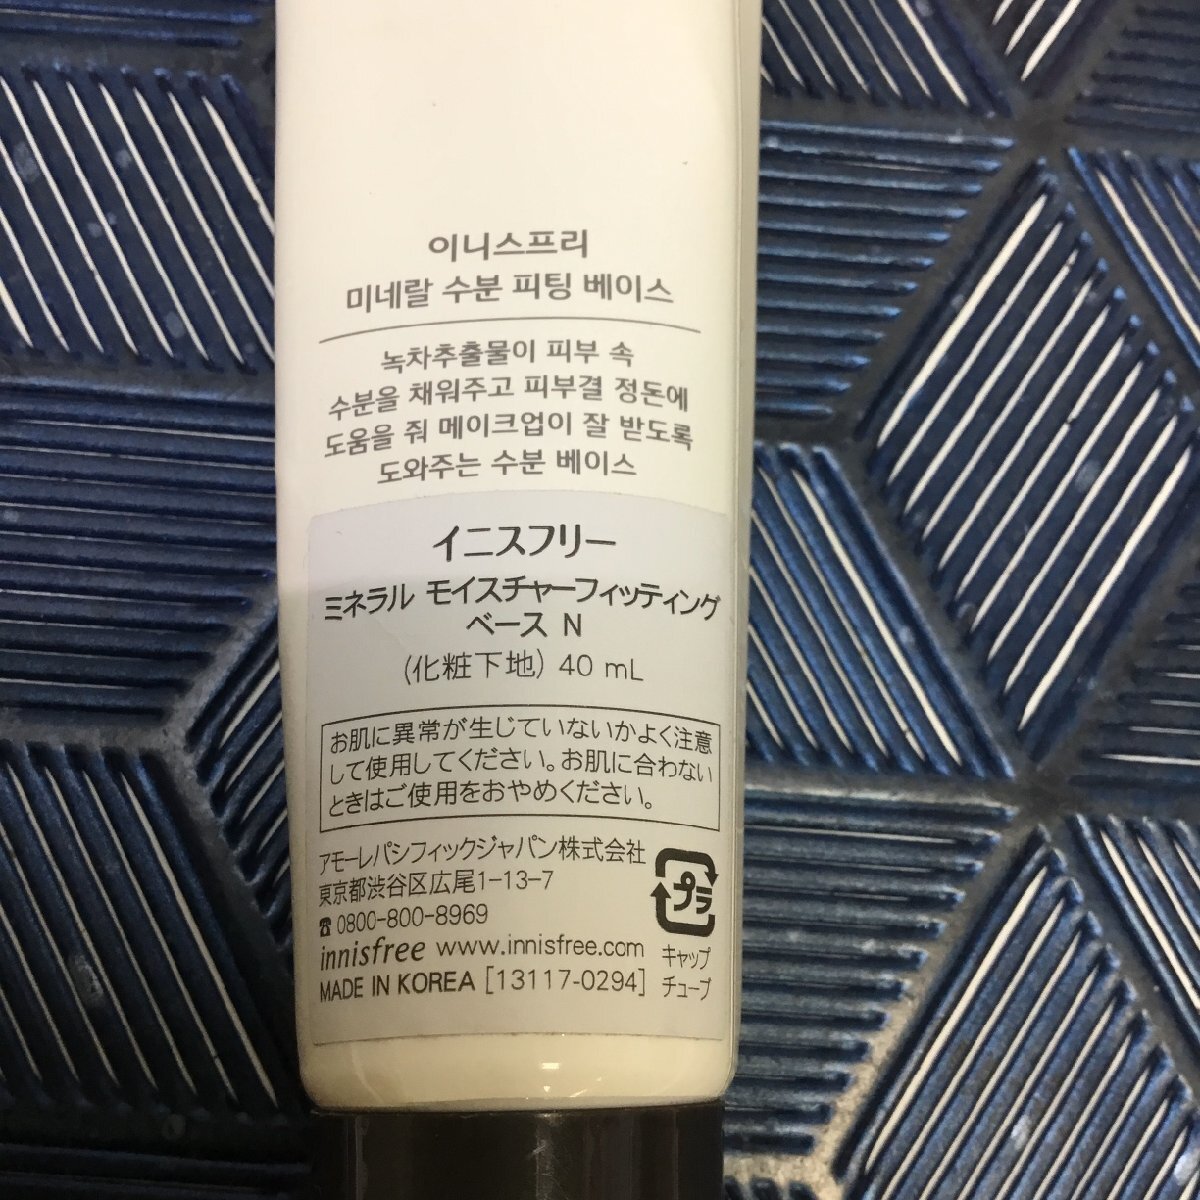 이니스프리
미네랄 수분 피팅 베이스
녹차추출물이 피부 속
수분을 채워주고 피부결 정돈에
도움을 줘 메이크업이 잘 받도록
도와주는 수분 베이스
イニスフリー
ミネラル モイスチャーフィッティング
ベース N
(化粧下地) 40 mL
お肌に異常が生じていないかよく注意
して使用してください。お肌に合わない
ときはご使用をおやめください。
アモーレパシフィックジャパン株式会社
東京都渋谷区広尾1-13-7
☎ 0800-800-8969
innisfree www.innisfree.com
MADE IN KOREA [13117-0294]
プラ
キャップ
チューブ